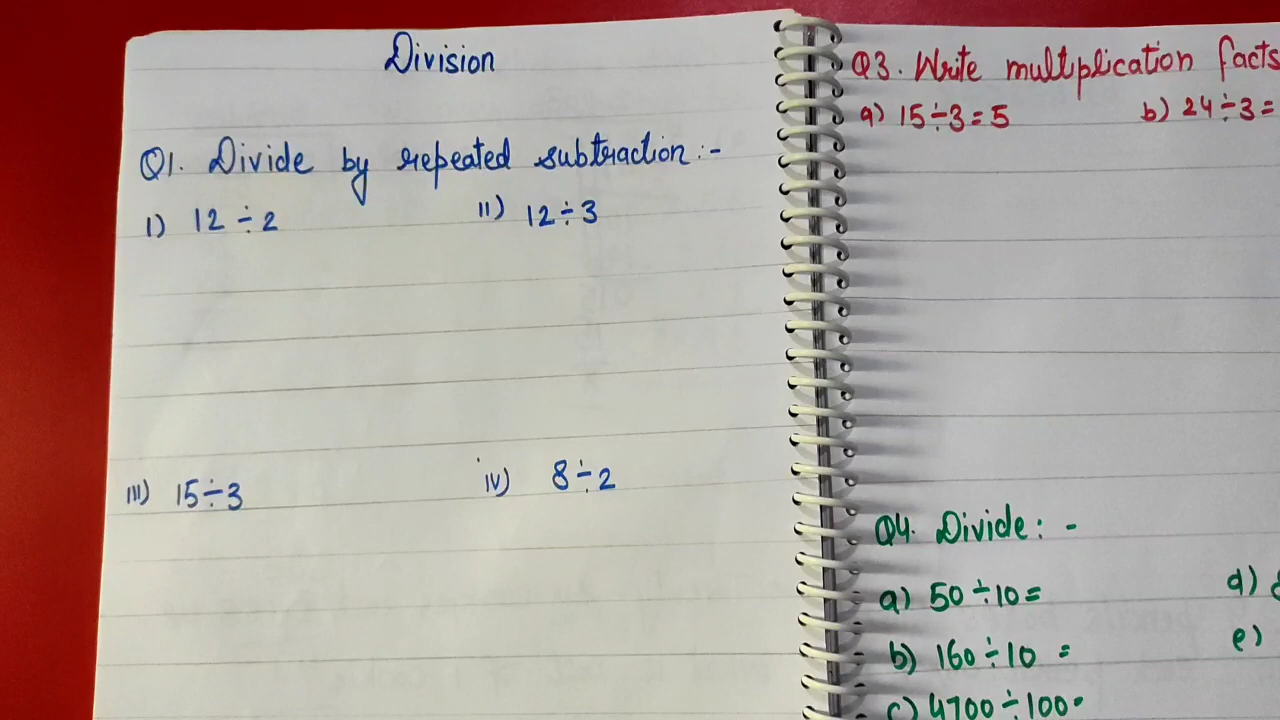 Division
Q1. Divide by repeated subtraction:-
i) 12 ÷ 2 ii) 12 ÷ 3
iii) 15 ÷ 3 iv) 8 ÷ 2
Q3. Write multiplication facts
a) 15 ÷ 3 = 5 b) 24 ÷ 3 =
Q4. Divide: -
a) 50 ÷ 10 = d)
b) 160 ÷ 10 = e)
c) 4700 ÷ 100